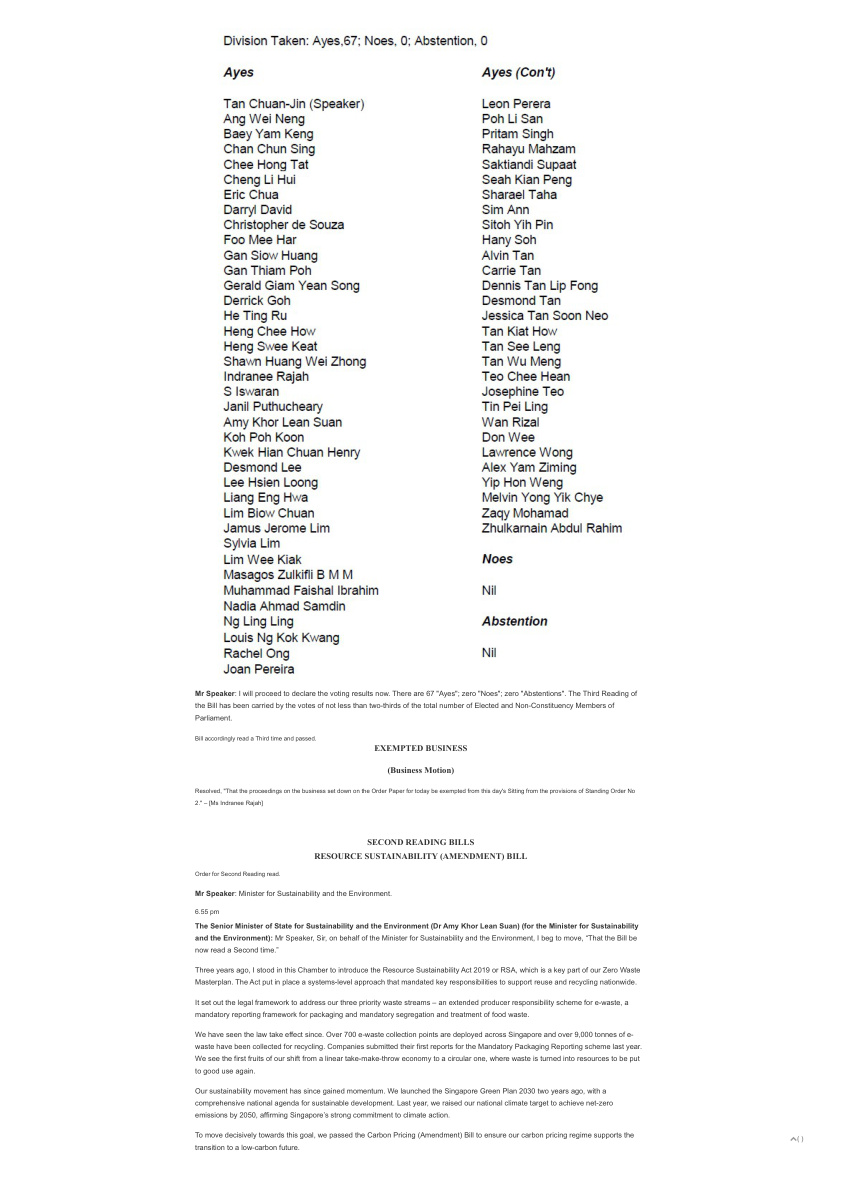 Division Taken: Ayes,67; Noes, 0; Abstention, 0
Ayes
Tan Chuan-Jin (Speaker)
Ang Wei Neng
Baey Yam Keng
Chan Chun Sing
Chee Hong Tat
Cheng Li Hui
Eric Chua
Darryl David
Christopher de Souza
Foo Mee Har
Gan Siow Huang
Gan Thiam Poh
Gerald Giam Yean Song
Derrick Goh
He Ting Ru
Heng Chee How
Heng Swee Keat
Shawn Huang Wei Zhong
Indranee Rajah
S Iswaran
Janil Puthucheary
Amy Khor Lean Suan
Koh Poh Koon
Kwek Hian Chuan Henry
Desmond Lee
Lee Hsien Loong
Liang Eng Hwa
Lim Biow Chuan
Jamus Jerome Lim
Sylvia Lim
Lim Wee Kiak
Masagos Zulkifli B M M
Muhammad Faishal Ibrahim
Nadia Ahmad Samdin
Ng Ling Ling
Louis Ng Kok Kwang
Rachel Ong
Joan Pereira
Ayes (Con't)
Leon Perera
Poh Li San
Pritam Singh
Rahayu Mahzam
Saktiandi Supaat
Seah Kian Peng
Sharael Taha
Sim Ann
Sitoh Yih Pin
Hany Soh
Alvin Tan
Carrie Tan
Dennis Tan Lip Fong
Desmond Tan
Jessica Tan Soon Neo
Tan Kiat How
Tan See Leng
Tan Wu Meng
Teo Chee Hean
Josephine Teo
Tin Pei Ling
Wan Rizal
Don Wee
Lawrence Wong
Alex Yam Ziming
Yip Hon Weng
Melvin Yong Yik Chye
Zaqy Mohamad
Zhulkarnain Abdul Rahim
Noes
Nil
Abstention
Nil
Mr Speaker: I will proceed to declare the voting results now. There are 67 "Ayes"; zero "Noes"; zero "Abstentions". The Third Reading of
the Bill has been carried by the votes of not less than two-thirds of the total number of Elected and Non-Constituency Members of
Parliament.
Bill accordingly read a Third time and passed.
EXEMPTED BUSINESS
(Business Motion)
Resolved, "That the proceedings on the business set down on the Order Paper for today be exempted from this day's Sitting from the provisions of Standing Order No
2." – [Ms Indranee Rajah]
SECOND READING BILLS
RESOURCE SUSTAINABILITY (AMENDMENT) BILL
Order for Second Reading read.
Mr Speaker: Minister for Sustainability and the Environment.
6.55 pm
The Senior Minister of State for Sustainability and the Environment (Dr Amy Khor Lean Suan) (for the Minister for Sustainability
and the Environment): Mr Speaker, Sir, on behalf of the Minister for Sustainability and the Environment, I beg to move, "That the Bill be
now read a Second time."
Three years ago, I stood in this Chamber to introduce the Resource Sustainability Act 2019 or RSA, which is a key part of our Zero Waste
Masterplan. The Act put in place a systems-level approach that mandated key responsibilities to support reuse and recycling nationwide.
It set out the legal framework to address our three priority waste streams – an extended producer responsibility scheme for e-waste, a
mandatory reporting framework for packaging and mandatory segregation and treatment of food waste.
We have seen the law take effect since. Over 700 e-waste collection points are deployed across Singapore and over 9,000 tonnes of e-
waste have been collected for recycling. Companies submitted their first reports for the Mandatory Packaging Reporting scheme last year.
We see the first fruits of our shift from a linear take-make-throw economy to a circular one, where waste is turned into resources to be put
to good use again.
Our sustainability movement has since gained momentum. We launched the Singapore Green Plan 2030 two years ago, with a
comprehensive national agenda for sustainable development. Last year, we raised our national climate target to achieve net-zero
emissions by 2050, affirming Singapore's strong commitment to climate action.
To move decisively towards this goal, we passed the Carbon Pricing (Amendment) Bill to ensure our carbon pricing regime supports the
transition to a low-carbon future.
^( )